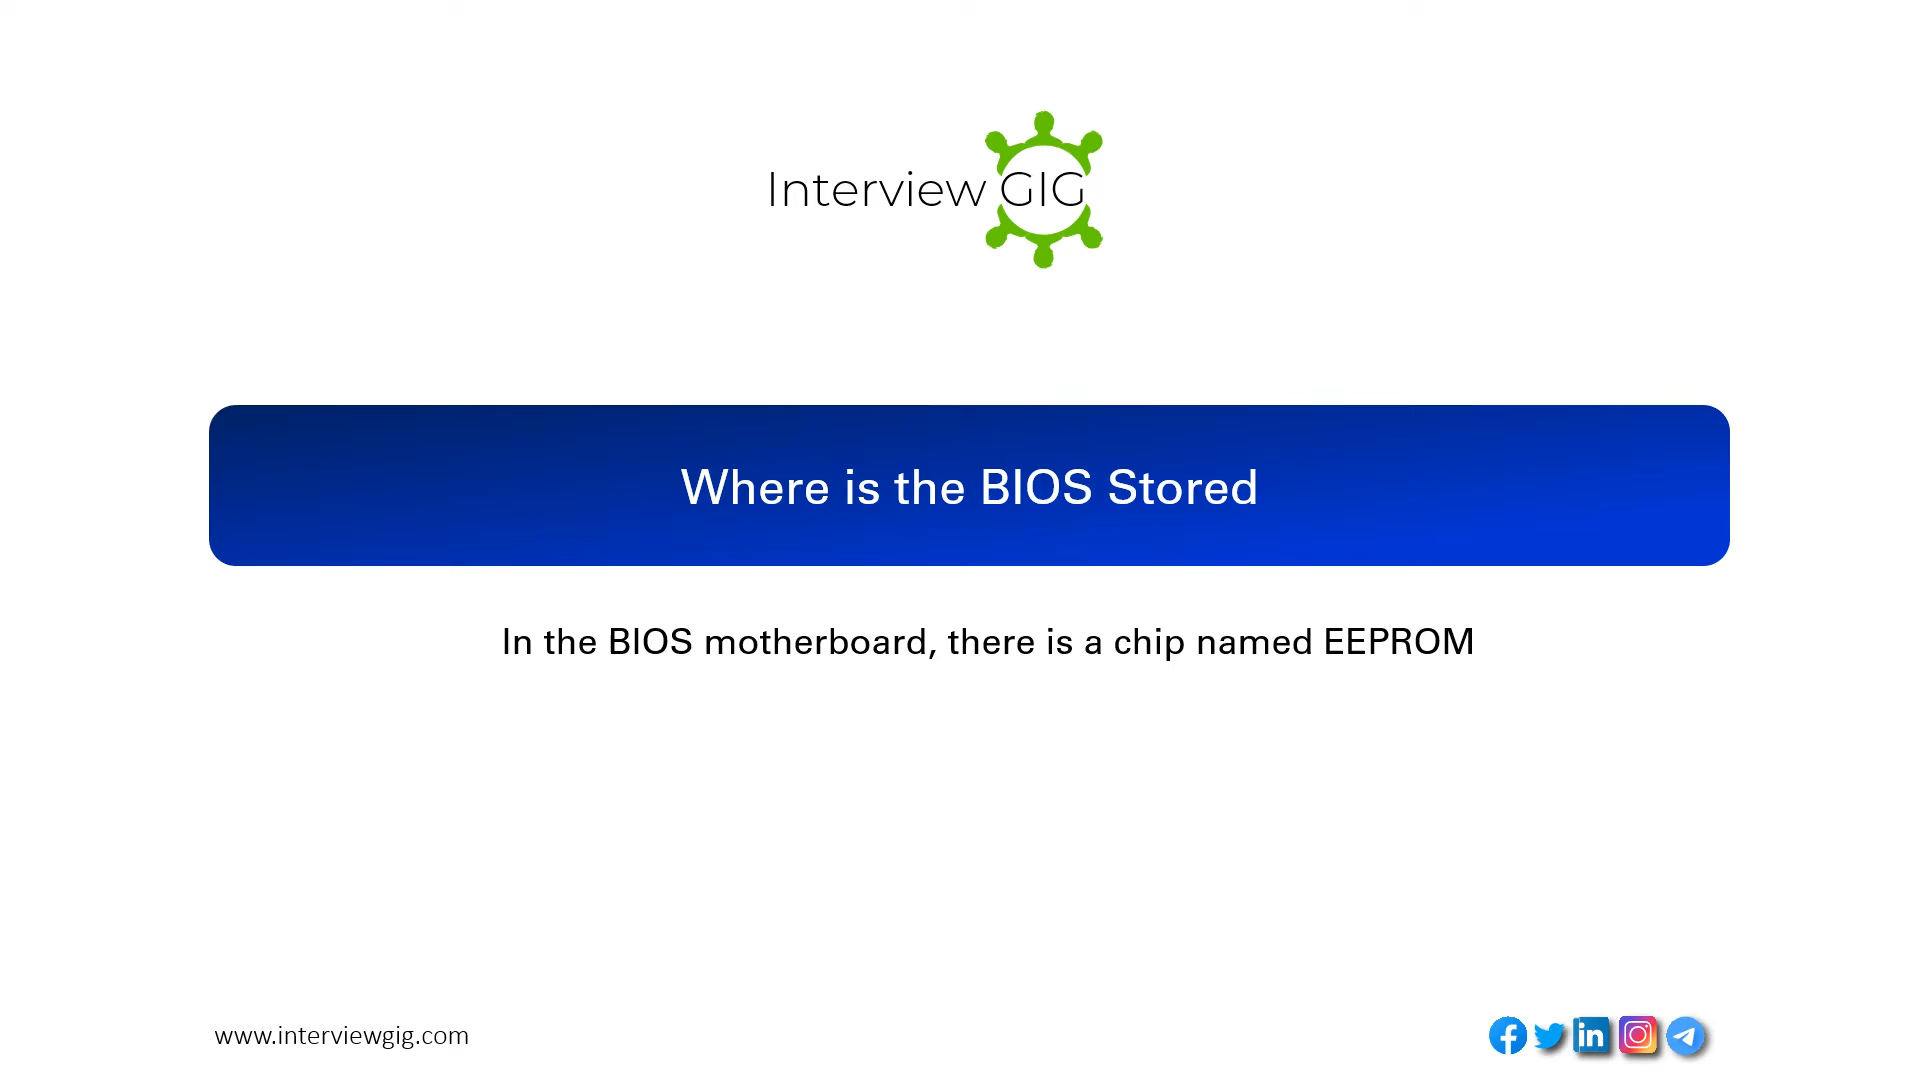 Interview GIG
Where is the BIOS Stored
In the BIOS motherboard, there is a chip named EEPROM
www.interviewgig.com